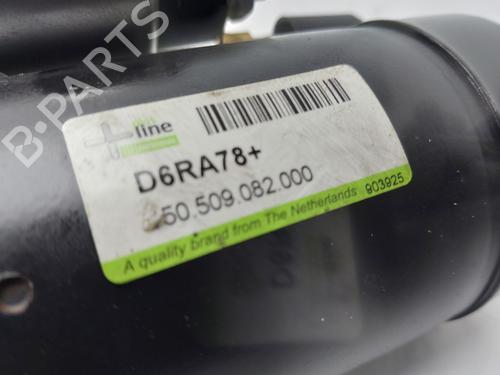 B-PARTS
line
D6RA78+
50.509.082.000
A quality brand from The Netherlands 903925